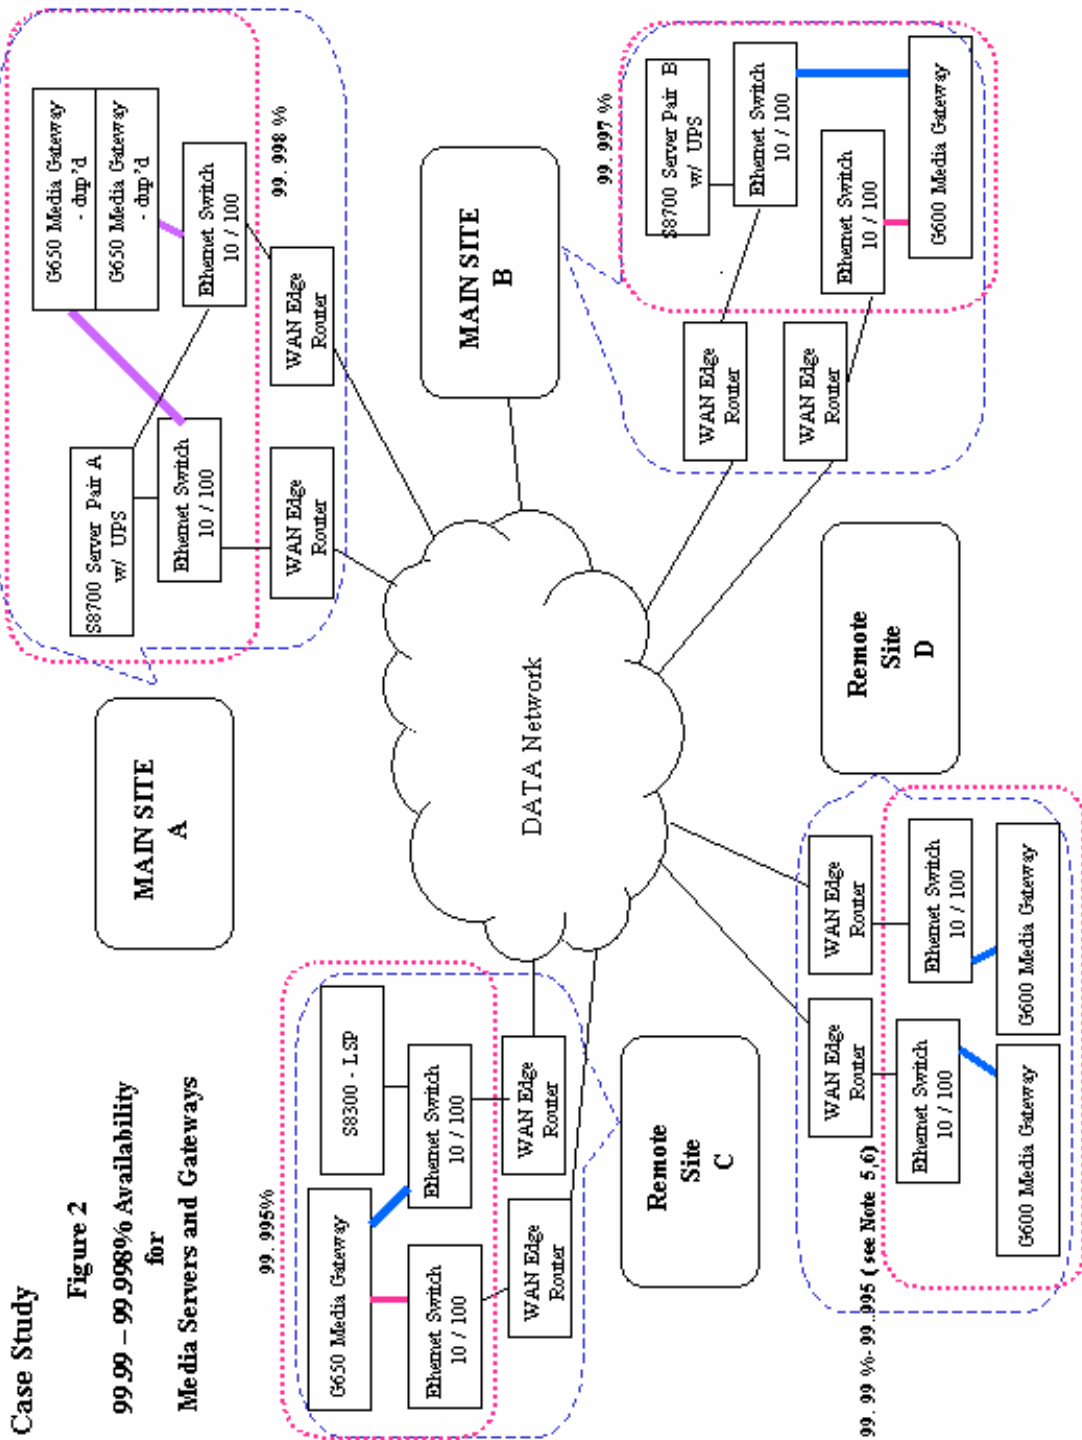 Case Study
Figure 2
99.99 – 99.998% Availability
for
Media Servers and Gateways
MAIN SITE
A
S8700 Server Pair A
w/ UPS
G650 Media Gateway
- dup'd
G650 Media Gateway
- dup'd
Ethernet Switch
10 / 100
Ethernet Switch
10 / 100
99.998 %
WAN Edge
Router
WAN Edge
Router
99.995%
G650 Media Gateway
S8300 - LSP
Ethernet Switch
10 / 100
Ethernet Switch
10 / 100
WAN Edge
Router
WAN Edge
Router
DATA Network
MAIN SITE
B
99.997 %
S8700 Server Pair B
w/ UPS
Ethernet Switch
10 / 100
Ethernet Switch
10 / 100
G600 Media Gateway
WAN Edge
Router
WAN Edge
Router
Remote
Site
C
Remote
Site
D
99.99 %- 99..995 ( see Note 5,6)
WAN Edge
Router
WAN Edge
Router
Ethernet Switch
10 / 100
Ethernet Switch
10 / 100
G600 Media Gateway
G600 Media Gateway